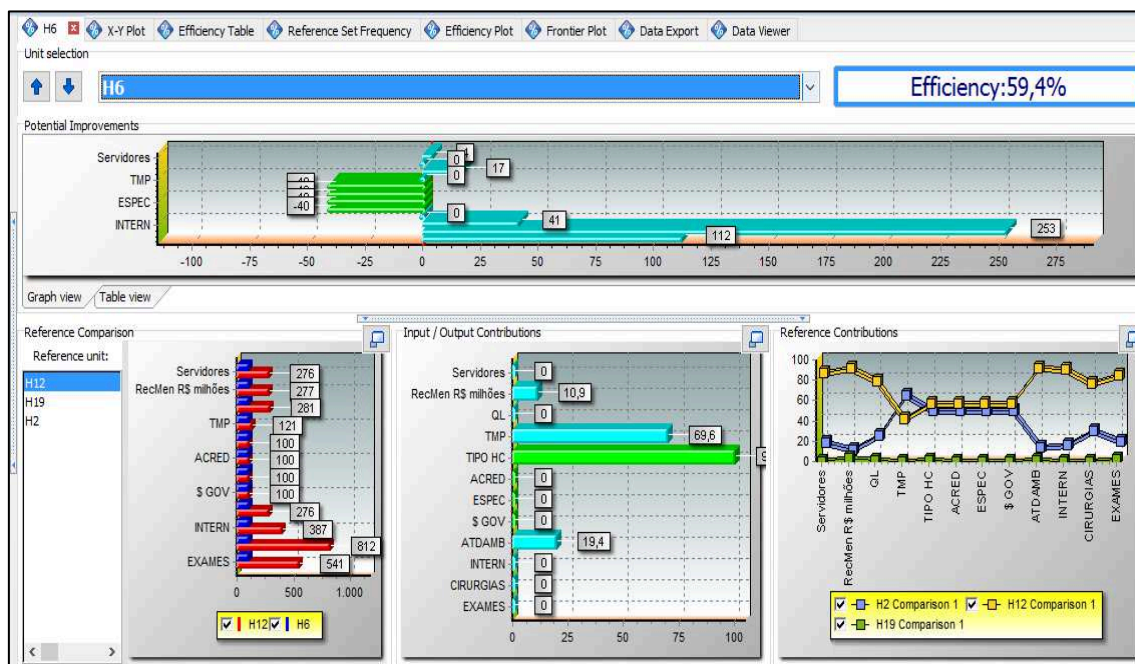 H6
X-Y Plot
Efficiency Table
Reference Set Frequency
Efficiency Plot
Frontier Plot
Data Export
Data Viewer
Unit selection
H6
Efficiency:59,4%
Potential Improvements
Servidores
TMP
ESPEC
INTERN
0
17
0
-40
0
41
253
112
-100 -75 -50 -25 0 25 50 75 100 125 150 175 200 225 250 275
Graph view
Table view
Reference Comparison
Reference unit:
H12
H19
H2
Servidores 276
RecMen R$ milhões 277
281
TMP 121
100
ACRED 100
100
$ GOV 100
276
INTERN 387
812
EXAMES 541
0 500 1.000
H12 H6
Input / Output Contributions
Servidores 0
RecMen R$ milhões 10,9
QL 0
TMP 69,6
TIPO HC
ACRED 0
ESPEC 0
$ GOV 0
ATDAMB 19,4
INTERN 0
CIRURGIAS 0
EXAMES 0
0 25 50 75 100
Reference Contributions
100
80
60
40
20
0
Servidores
RecMen R$ milhões
QL
TMP
TIPO HC
ACRED
ESPEC
$ GOV
ATDAMB
INTERN
CIRURGIAS
EXAMES
H2 Comparison 1 H12 Comparison 1
H19 Comparison 1